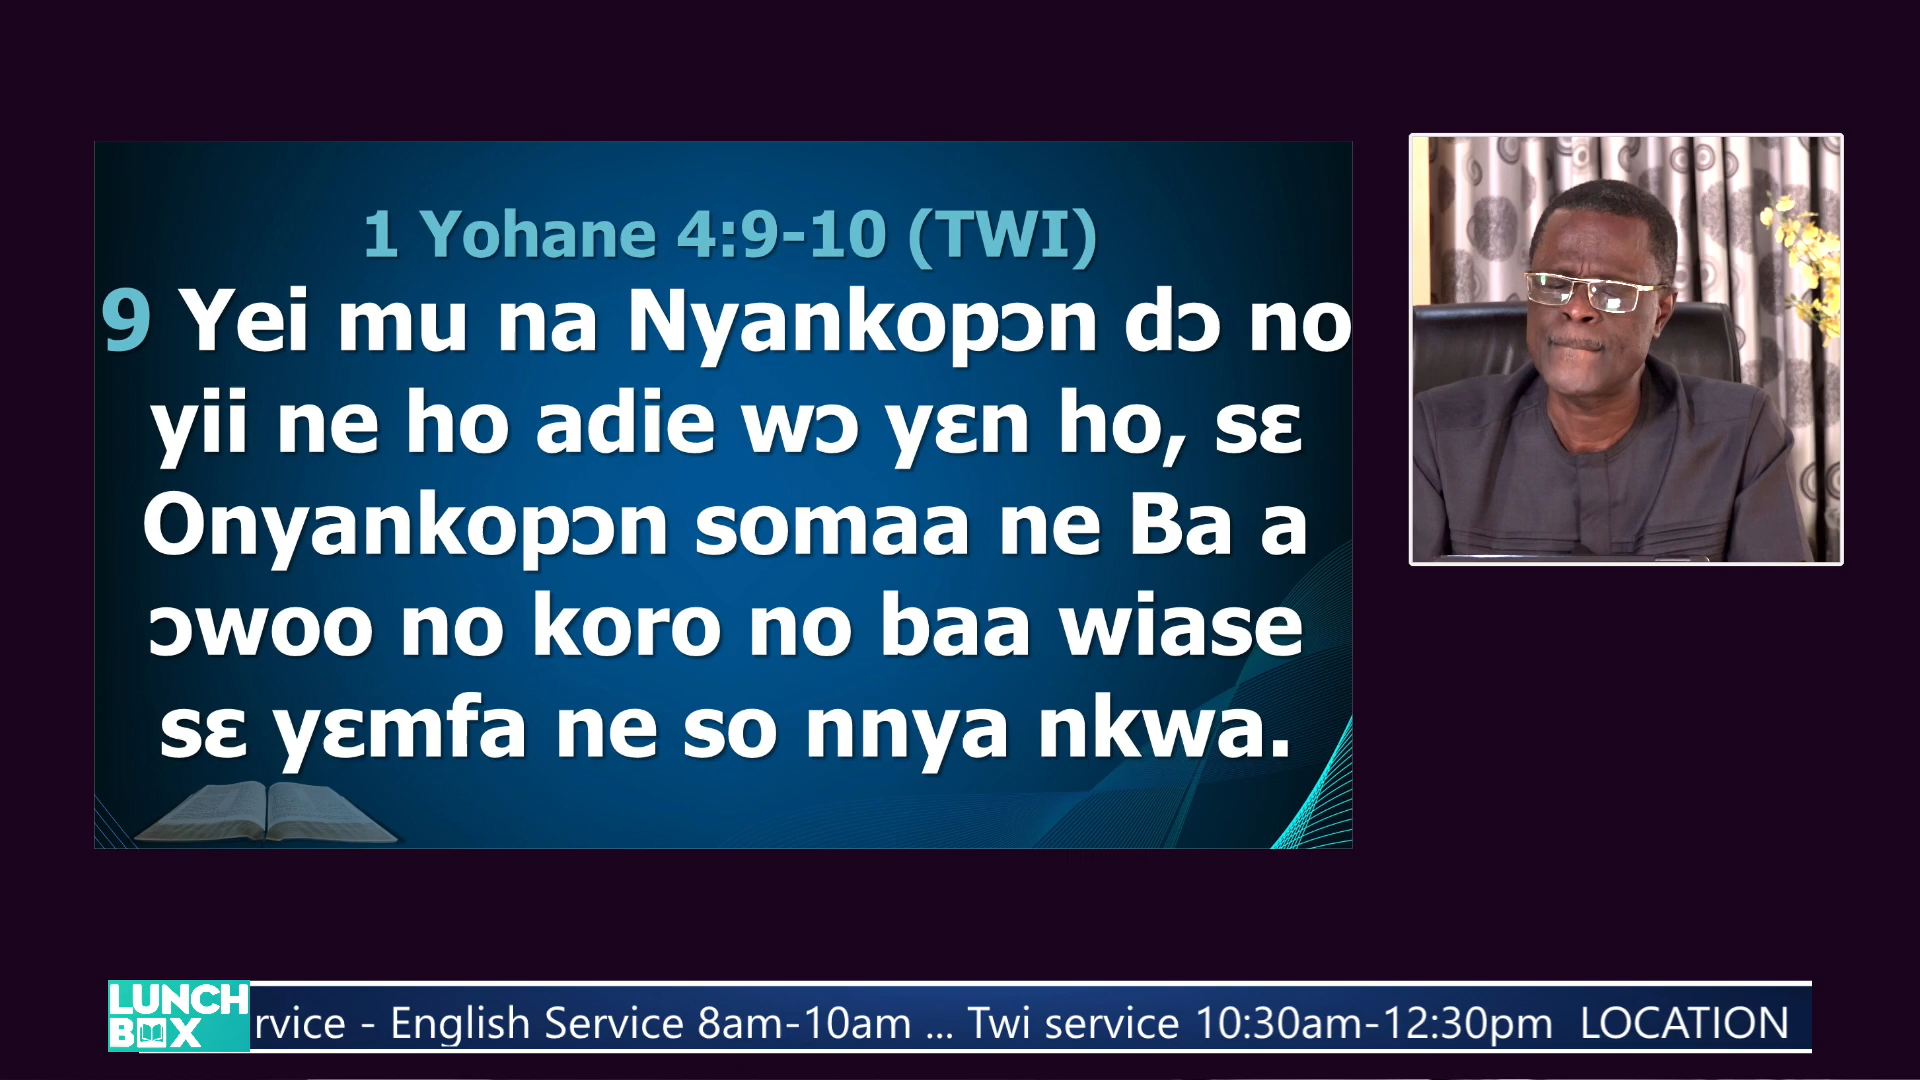 1 Yohane 4:9-10 (TWI)
9 Yei mu na Nyankopɔn dɔ no
yii ne ho adie wɔ yɛn ho, sɛ
Onyankopɔn somaa ne Ba a
ɔwoo no koro no baa wiase
sɛ yɛmfa ne so nnya nkwa.
LUNCH
BOX
rvice - English Service 8am-10am ... Twi service 10:30am-12:30pm LOCATION